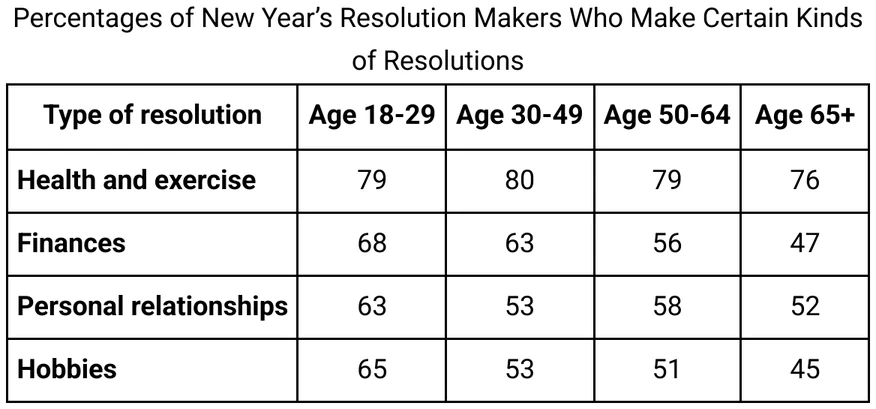 Percentages of New Year’s Resolution Makers Who Make Certain Kinds
of Resolutions
Type of resolution Age 18-29 Age 30-49 Age 50-64 Age 65+
Health and exercise 79 80 79 76
Finances 68 63 56 47
Personal relationships 63 53 58 52
Hobbies 65 53 51 45